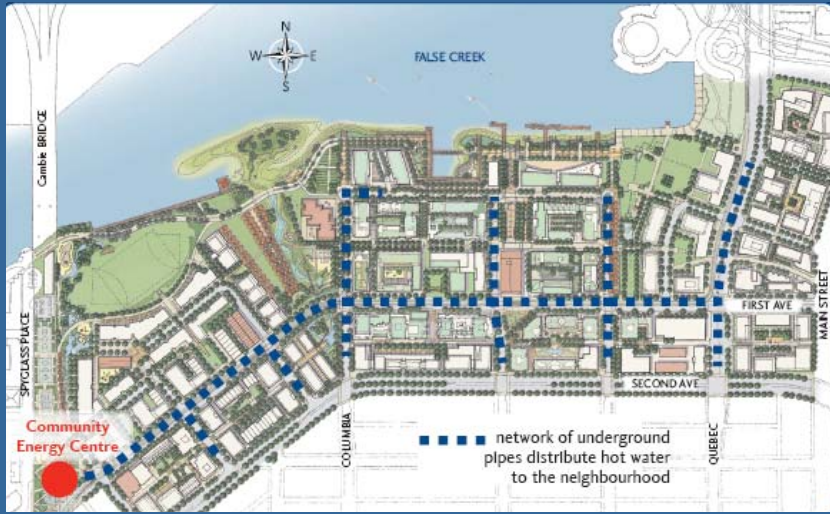 N
W E
S
FALSE CREEK
Cambie BRIDGE
SPYGLASS PLACE
MAIN STREET
FIRST AVE
SECOND AVE
Community
Energy Centre
COLUMBIA
QUEBEC
network of underground
pipes distribute hot water
to the neighbourhood